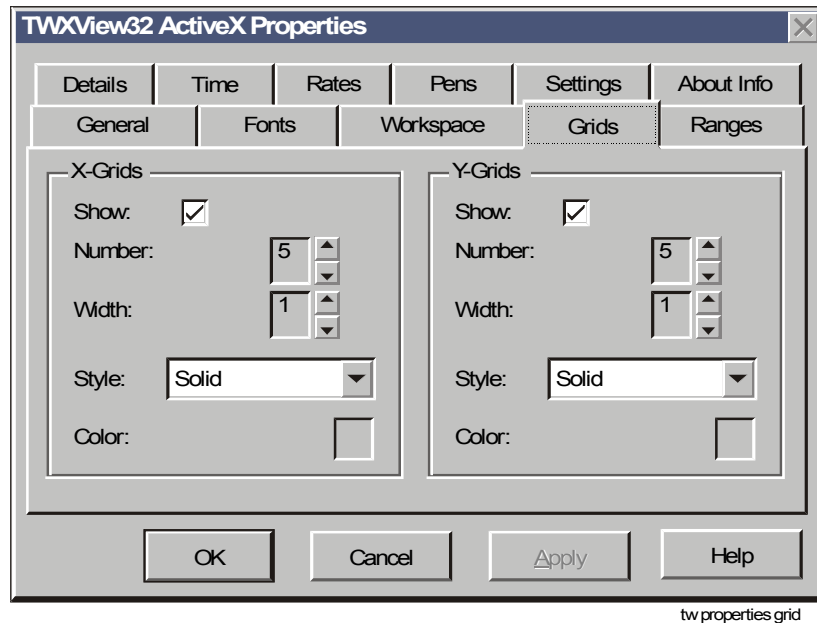 TWXView32 ActiveX Properties
Details Time Rates Pens Settings About Info
General Fonts Workspace Grids Ranges
X-Grids Y-Grids
Show: Show:
Number: 5 Number: 5
Width: 1 Width: 1
Style: Solid Style: Solid
Color: Color:
OK Cancel Apply Help
tw properties grid